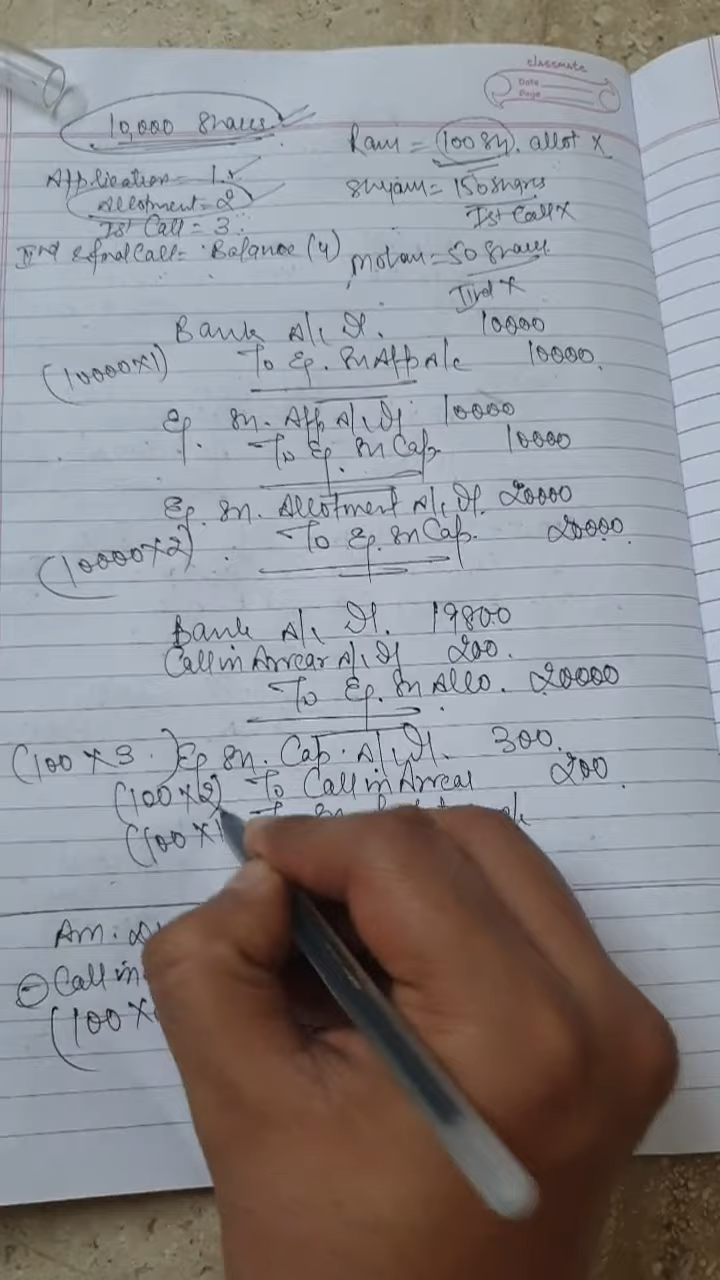 classmate
Date
Page
10,000 Shares
Ram = 100 Sh. allot X
Application = 1
Shyam = 150 Shares
Allotment = 2
Ist Call X
Ist Call = 3
IInd & final Call = Balance (4)
Mohan = 50 Shares
IInd X
Bank A/c Dr. 10000
(10000×1) To Eq. Sh App A/c 10000
Eq. Sh. App A/c Dr 10000
To Eq. Sh Cap. 10000
Eq. Sh. Allotment A/c Dr. 20000
(10000×2) To Eq. Sh Cap. 20000
Bank A/c Dr. 19800
Call in Arrear A/c Dr 200.
To Eq. Sh Allo. 20000
(100 × 3.) Eq Sh. Cap. A/c Dr. 300.
(100 × 2) To Call in Arrear 200
(100 × 1
Am.
- Call in
(100 ×